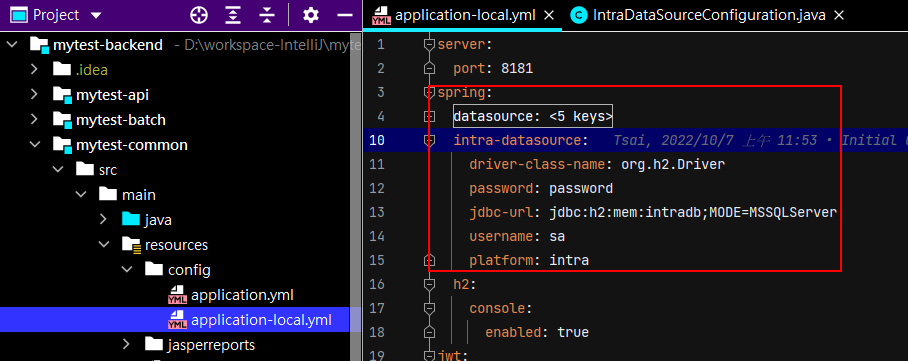 Project
mytest-backend – D:\workspace-IntelliJ\myte
.idea
mytest-api
mytest-batch
mytest-common
src
main
java
resources
config
application.yml
application-local.yml
jasperreports
application-local.yml
IntraDataSourceConfiguration.java
1 server:
2 port: 8181
3 spring:
4 datasource: <5 keys>
10 intra-datasource: Tsai, 2022/10/7 上午 11:53 • Initial
11 driver-class-name: org.h2.Driver
12 password: password
13 jdbc-url: jdbc:h2:mem:intradb;MODE=MSSQLServer
14 username: sa
15 platform: intra
16 h2:
17 console:
18 enabled: true
19 jwt: